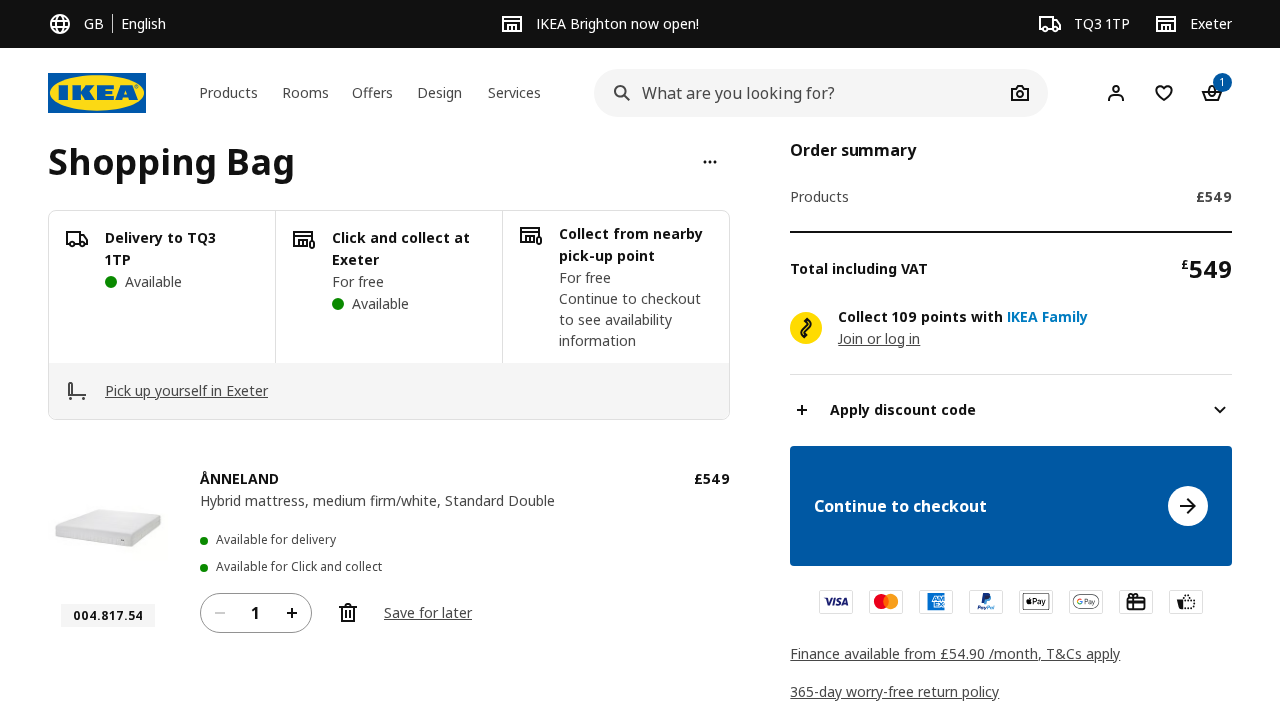 GB English
IKEA Brighton now open!
TQ3 1TP
Exeter
IKEA
Products
Rooms
Offers
Design
Services
What are you looking for?
1
Shopping Bag
Delivery to TQ3
1TP
Available
Click and collect at
Exeter
For free
Available
Collect from nearby
pick-up point
For free
Continue to checkout
to see availability
information
Pick up yourself in Exeter
ÅNNELAND
£549
Hybrid mattress, medium firm/white, Standard Double
Available for delivery
Available for Click and collect
004.817.54
1
Save for later
Order summary
Products
£549
Total including VAT
£549
Collect 109 points with IKEA Family
Join or log in
Apply discount code
Continue to checkout
VISA
AM EX
PayPal
Pay
G Pay
Finance available from £54.90 /month, T&Cs apply
365-day worry-free return policy